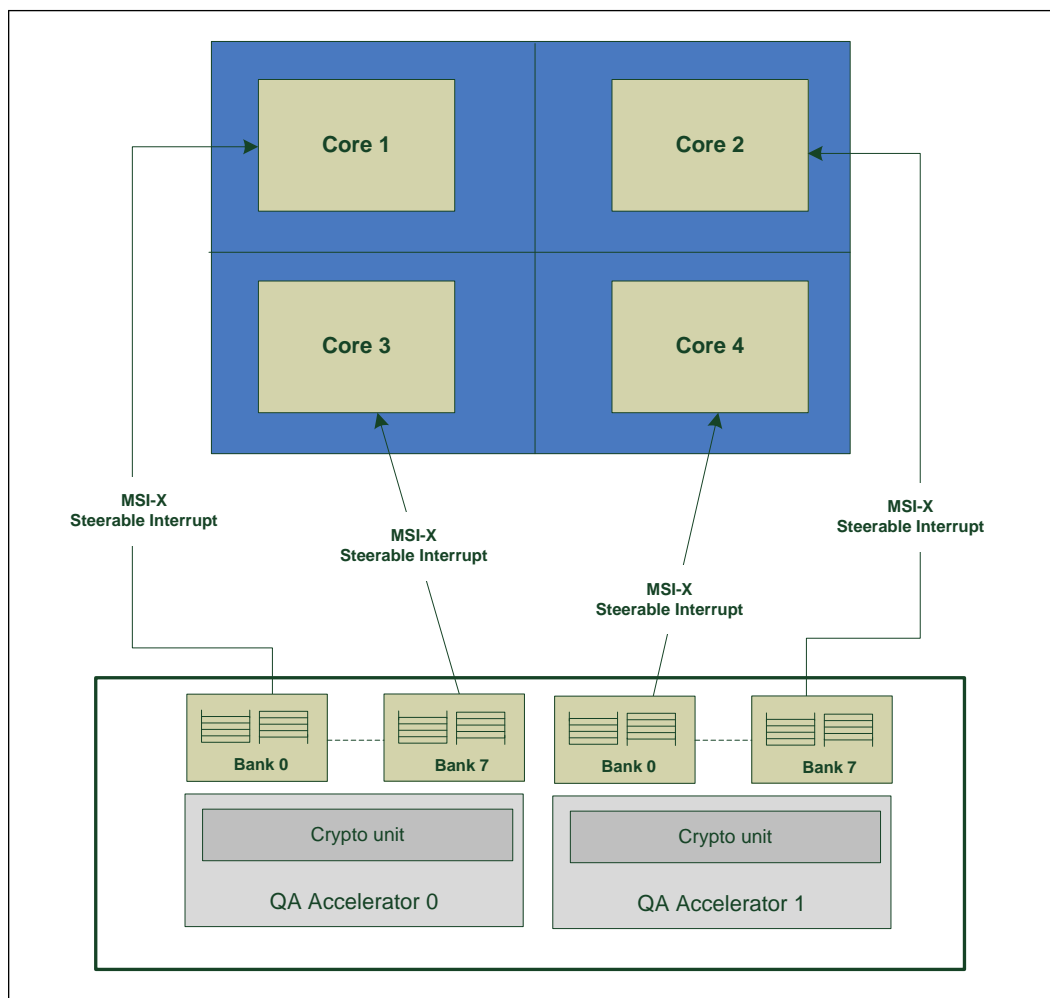 Core 1
Core 2
Core 3
Core 4
MSI-X
Steerable Interrupt
MSI-X
Steerable Interrupt
MSI-X
Steerable Interrupt
MSI-X
Steerable Interrupt
Bank 0
Bank 7
Bank 0
Bank 7
Crypto unit
Crypto unit
QA Accelerator 0
QA Accelerator 1